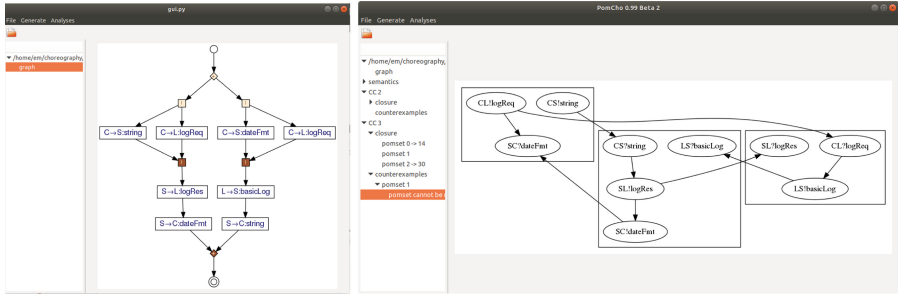 gui.py
File Generate Analyses
/home/em/choreography,
graph
C→S:string
C→L:logReq
C→S:dateFmt
C→L:logReq
S→L:logRes
L→S:basicLog
S→C:dateFmt
S→C:string
PomCho 0.99 Beta 2
File Generate Analyses
/home/em/choreography,
graph
semantics
CC 2
closure
counterexamples
CC 3
closure
pomset 0 -> 14
pomset 1
pomset 2 -> 30
counterexamples
pomset 1
pomset cannot be
CL!logReq
CS!string
SC?dateFmt
CS?string
LS?basicLog
SL?logRes
CL?logReq
SL!logRes
LS!basicLog
SC!dateFmt